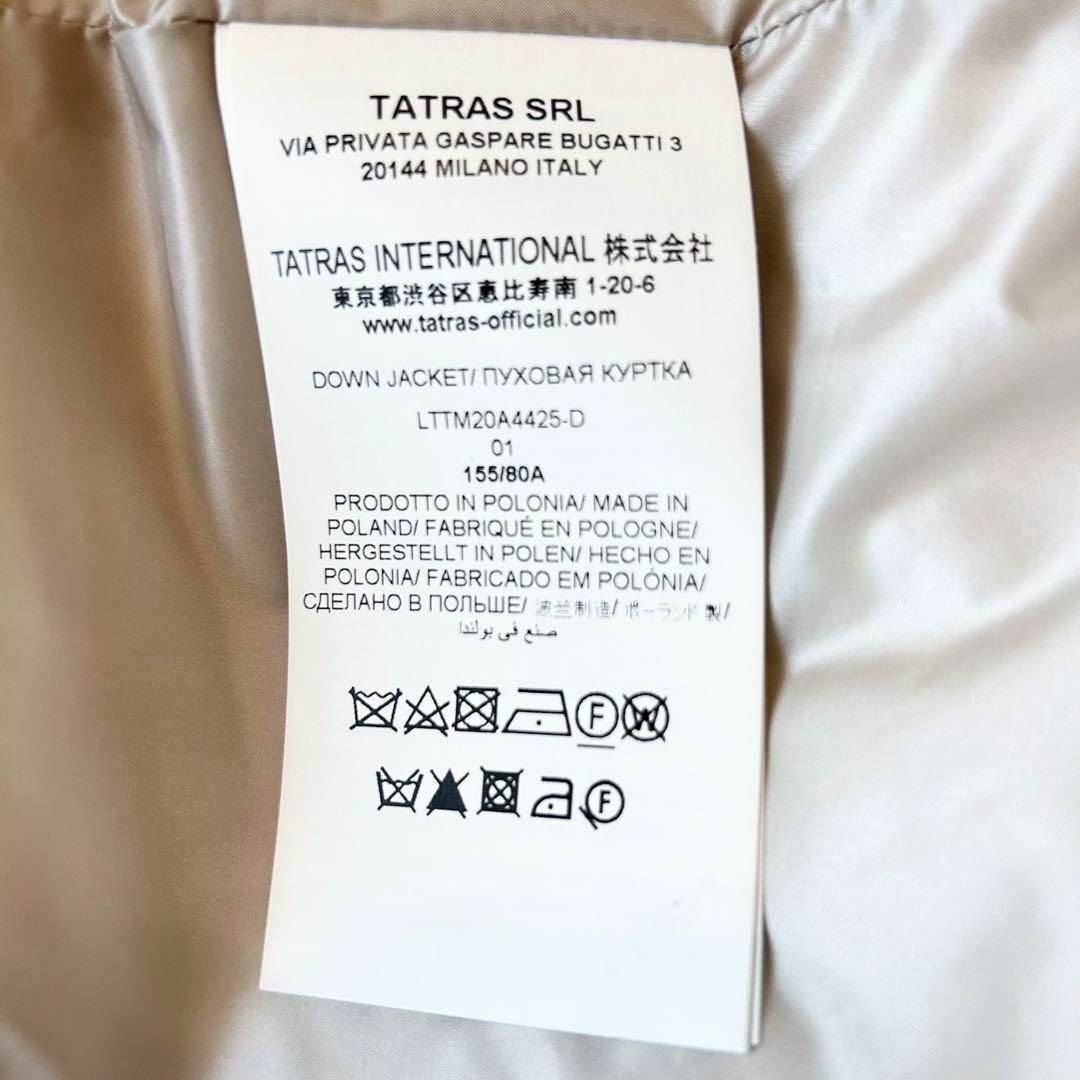 TATRAS SRL
VIA PRIVATA GASPARE BUGATTI 3
20144 MILANO ITALY
TATRAS INTERNATIONAL 株式会社
東京都渋谷区恵比寿南 1-20-6
www.tatras-official.com
DOWN JACKET/ ПУХОВАЯ КУРТКА
LTTM20A4425-D
01
155/80A
PRODOTTO IN POLONIA/ MADE IN
POLAND/ FABRIQUÉ EN POLOGNE/
HERGESTELLT IN POLEN/ HECHO EN
POLONIA/ FABRICADO EM POLÓNIA/
СДЕЛАНО В ПОЛЬШЕ/ 波兰制造/ ポーランド 製/
صنع في بولندا
F W
F